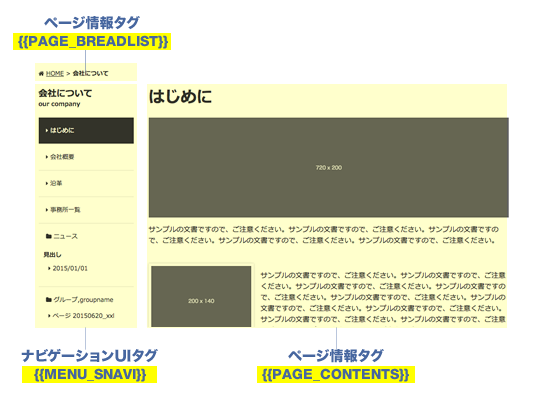 ページ情報タグ
{{PAGE_BREADLIST}}
HOME > 会社について
会社について
our company
はじめに
会社概要
沿革
事務所一覧
ニュース
見出し
2015/01/01
グループ,groupname
ページ 20150620_xxl
はじめに
720 x 200
サンプルの文書ですので、ご注意ください。サンプルの文書ですので、ご注意ください。サンプルの文書ですの
で、ご注意ください。サンプルの文書ですので、ご注意ください。サンプルの文書ですので、ご注意ください。
200 x 140
サンプルの文書ですので、ご注意ください。サンプルの文書ですので、ご注意
ください。サンプルの文書ですので、ご注意ください。サンプルの文書ですの
で、ご注意ください。サンプルの文書ですので、ご注意ください。サンプルの
文書ですので、ご注意ください。サンプルの文書ですので、ご注意ください。
サンプルの文書ですので、ご注意ください。サンプルの文書ですので、ご注意
ナビゲーションUIタグ
{{MENU_SNAVI}}
ページ情報タグ
{{PAGE_CONTENTS}}